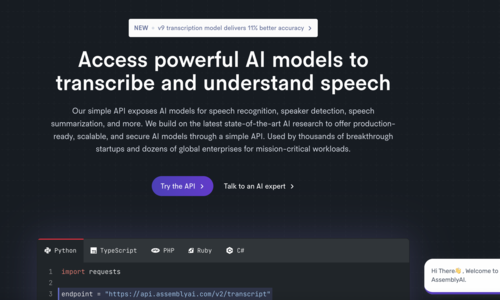 NEW · v9 transcription model delivers 11% better accuracy >
Access powerful AI models to
transcribe and understand speech
Our simple API exposes AI models for speech recognition, speaker detection, speech
summarization, and more. We build on the latest state-of-the-art AI research to offer production-
ready, scalable, and secure AI models through a simple API. Used by thousands of breakthrough
startups and dozens of global enterprises for mission-critical workloads.
Try the API > Talk to an AI expert >
Python TypeScript PHP Ruby C#
1 import requests
2
3 endpoint = "https://api.assemblyai.com/v2/transcript"
Hi There👋, Welcome to
AssemblyAI.